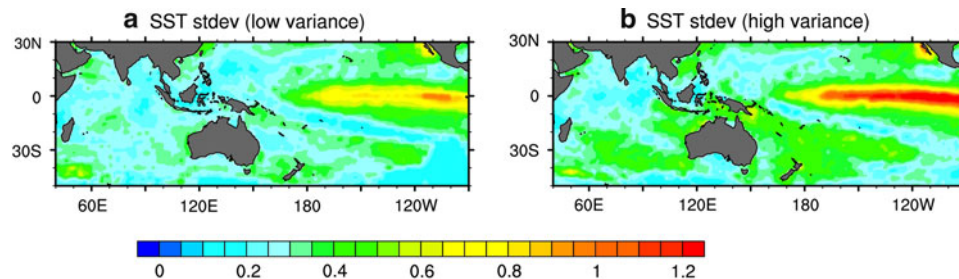 a SST stdev (low variance)
b SST stdev (high variance)
30N
0
30S
60E 120E 180 120W
30N
0
30S
60E 120E 180 120W
0 0.2 0.4 0.6 0.8 1 1.2